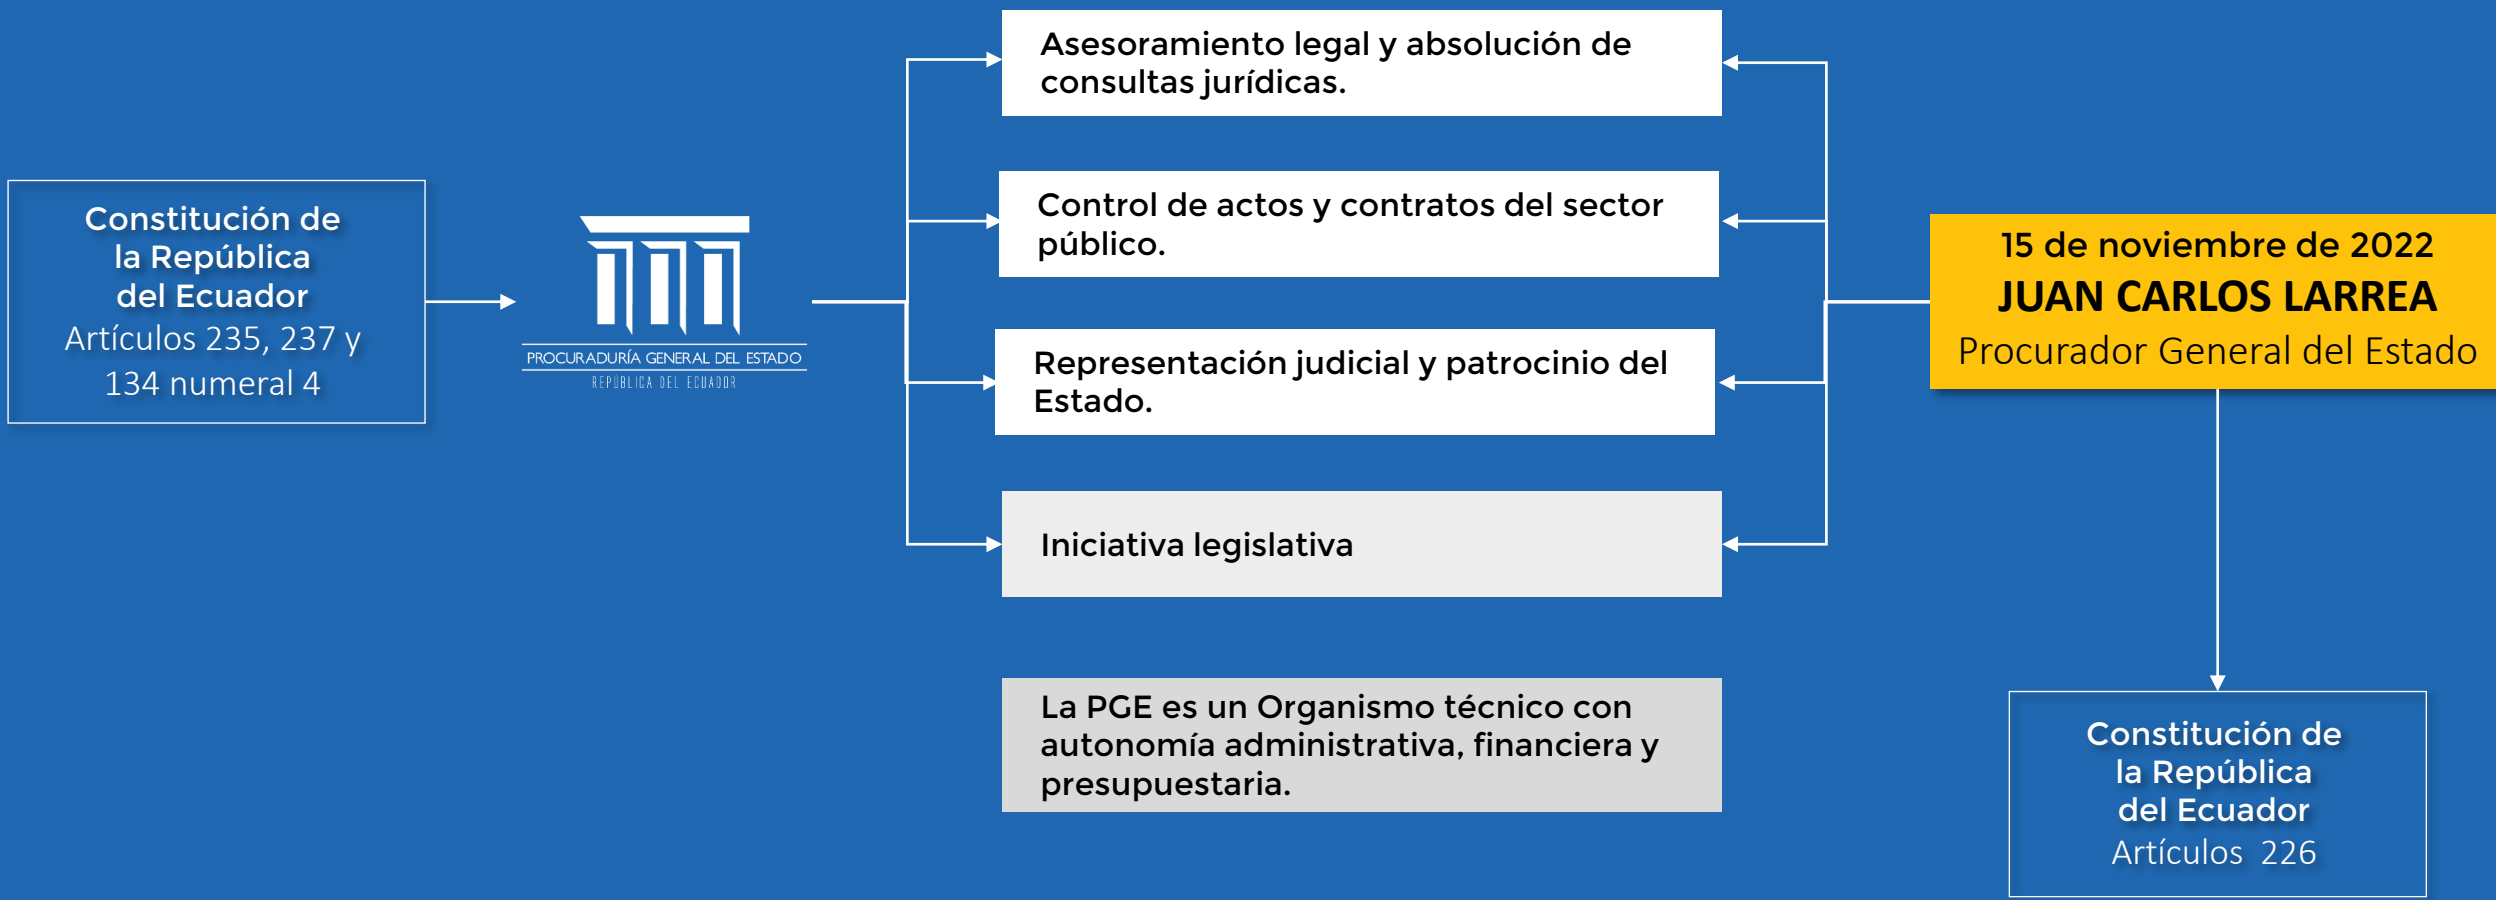 Constitución de
la República
del Ecuador
Artículos 235, 237 y
134 numeral 4
PROCURADURÍA GENERAL DEL ESTADO
REPÚBLICA DEL ECUADOR
Asesoramiento legal y absolución de
consultas jurídicas.
Control de actos y contratos del sector
público.
Representación judicial y patrocinio del
Estado.
Iniciativa legislativa
La PGE es un Organismo técnico con
autonomía administrativa, financiera y
presupuestaria.
15 de noviembre de 2022
JUAN CARLOS LARREA
Procurador General del Estado
Constitución de
la República
del Ecuador
Artículos 226